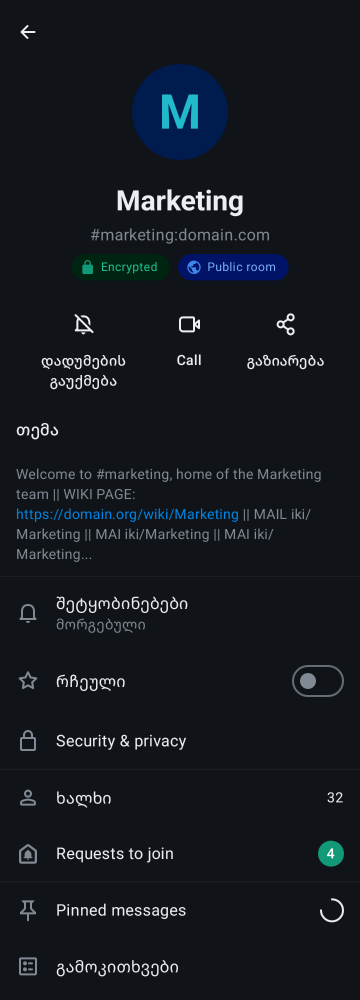 M
Marketing
#marketing:domain.com
Encrypted
Public room
დადუმების
გაუქმება
Call
გაზიარება
თემა
Welcome to #marketing, home of the Marketing
team || WIKI PAGE:
https://domain.org/wiki/Marketing || MAIL iki/
Marketing || MAI iki/Marketing || MAI iki/
Marketing...
შეტყობინებები
მორგებული
რჩეული
Security & privacy
ხალხი 32
Requests to join 4
Pinned messages
გამოკითხვები